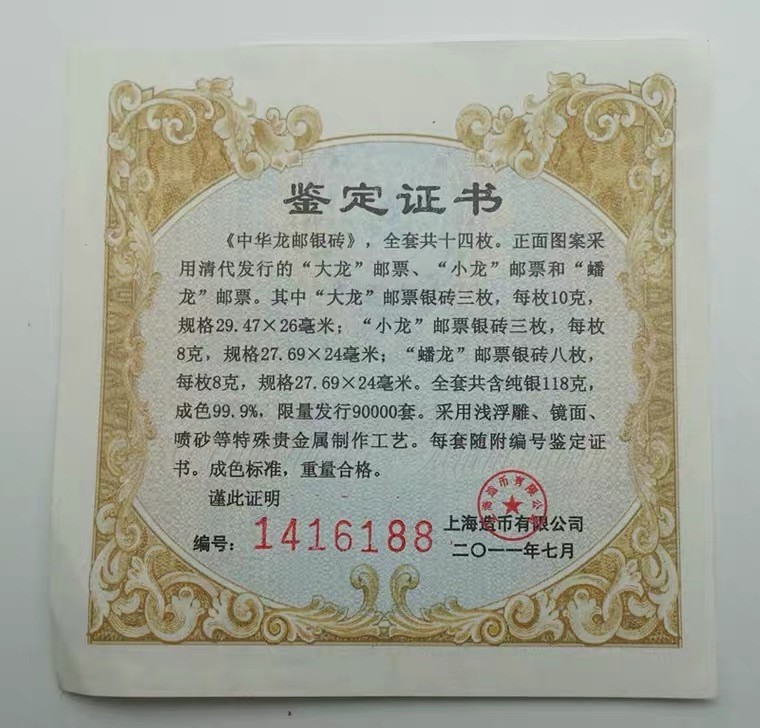 鉴定证书
《中华龙邮银砖》，全套共十四枚。正面图案采
用清代发行的“大龙”邮票、“小龙”邮票和“蟠
龙”邮票。其中“大龙”邮票银砖三枚，每枚10克，
规格29.47×26毫米；“小龙”邮票银砖三枚，每枚
8克，规格27.69×24毫米；“蟠龙”邮票银砖八枚，
每枚8克，规格27.69×24毫米。全套共含纯银118克，
成色99.9%，限量发行90000套。采用浅浮雕、镜面、
喷砂等特殊贵金属制作工艺。每套随附编号鉴定证
书。成色标准，重量合格。
谨此证明
上海造币有限公司
编号：1416188 上海造币有限公司
二〇一一年七月